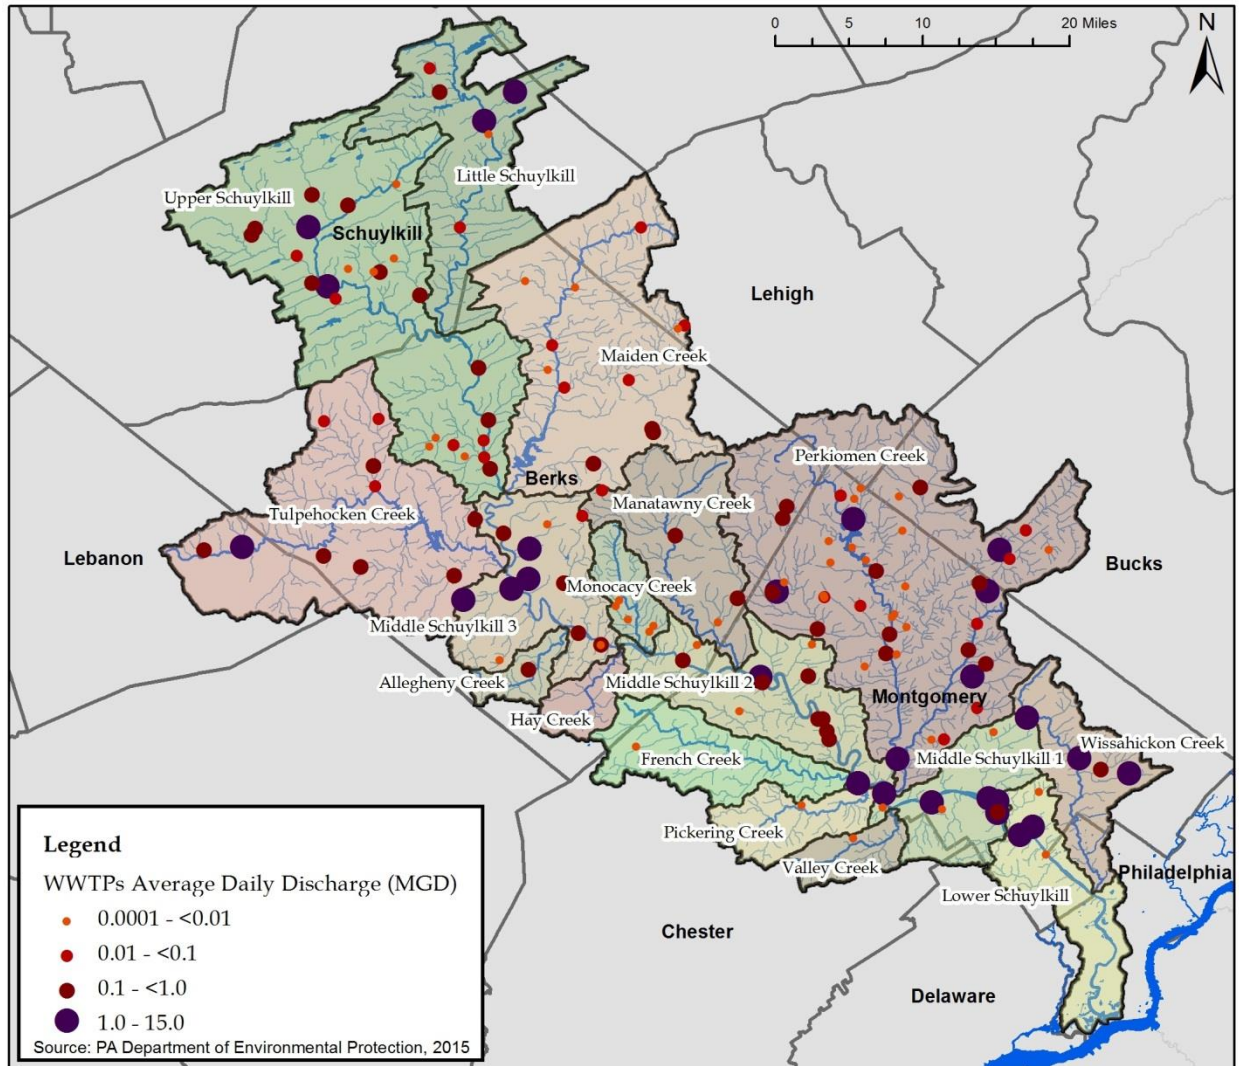 0 5 10 20 Miles
N
Little Schuylkill
Upper Schuylkill
Schuylkill
Lehigh
Maiden Creek
Perkiomen Creek
Berks
Manatawny Creek
Tulpehocken Creek
Lebanon
Bucks
Monocacy Creek
Middle Schuylkill 3
Allegheny Creek
Middle Schuylkill 2
Montgomery
Hay Creek
French Creek
Middle Schuylkill 1
Wissahickon Creek
Pickering Creek
Valley Creek
Philadelphia
Lower Schuylkill
Chester
Delaware
Legend
WWTPs Average Daily Discharge (MGD)
0.0001 - <0.01
0.01 - <0.1
0.1 - <1.0
1.0 - 15.0
Source: PA Department of Environmental Protection, 2015